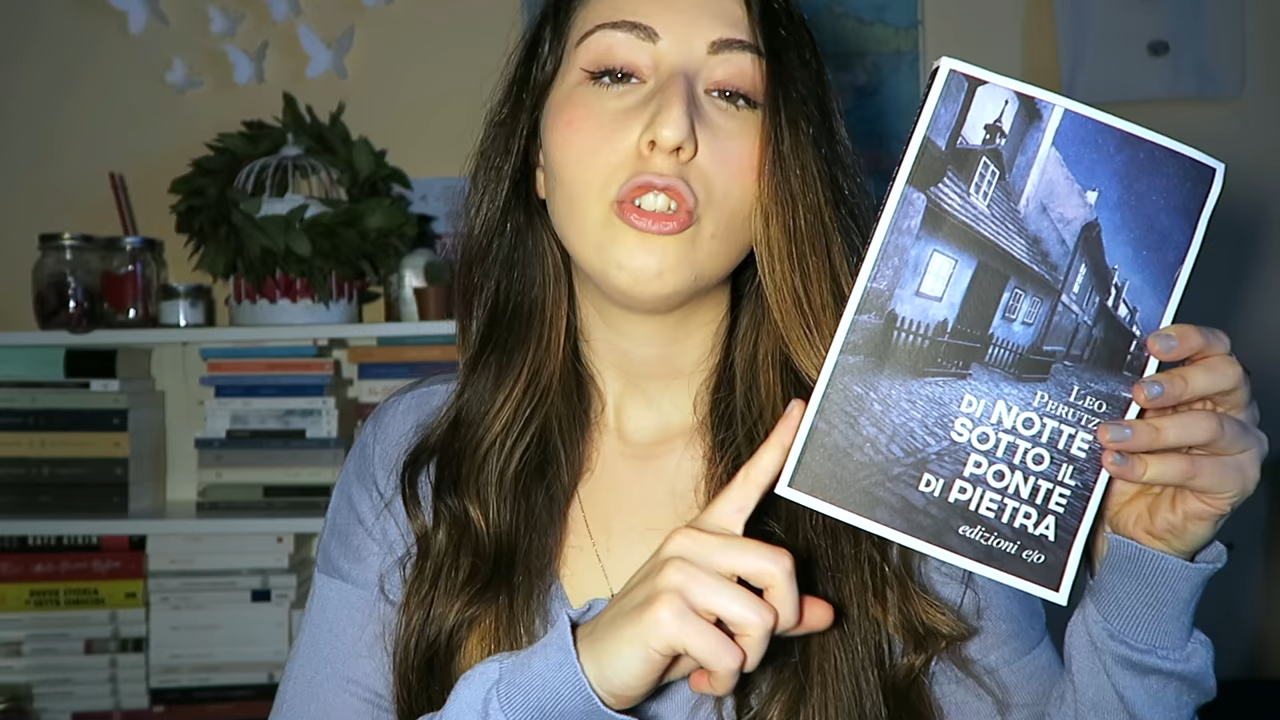 LEO
PERUTZ
DI NOTTE
SOTTO IL
PONTE
DI PIETRA
edizioni e/o